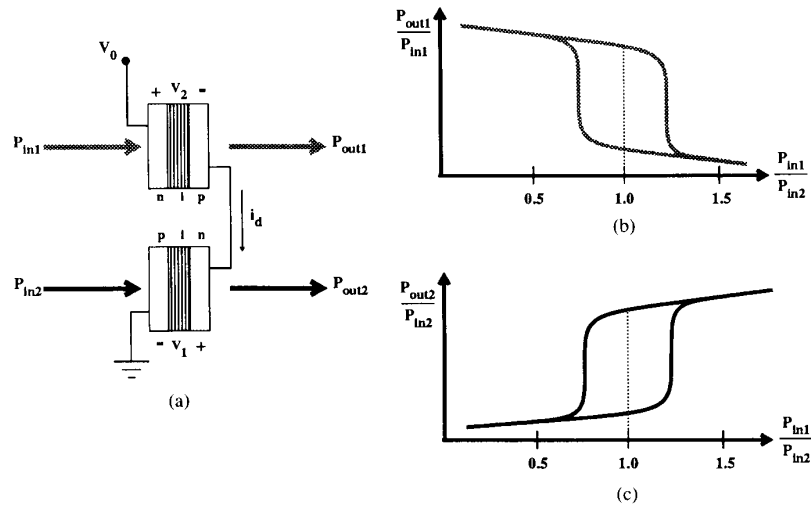 V0
+ V2 -
Pin1
Pout1
n i p
id
p i n
Pin2
Pout2
- V1 +
(a)
Pout1
Pin1
0.5 1.0 1.5
Pin1
Pin2
(b)
Pout2
Pin2
0.5 1.0 1.5
Pin1
Pin2
(c)